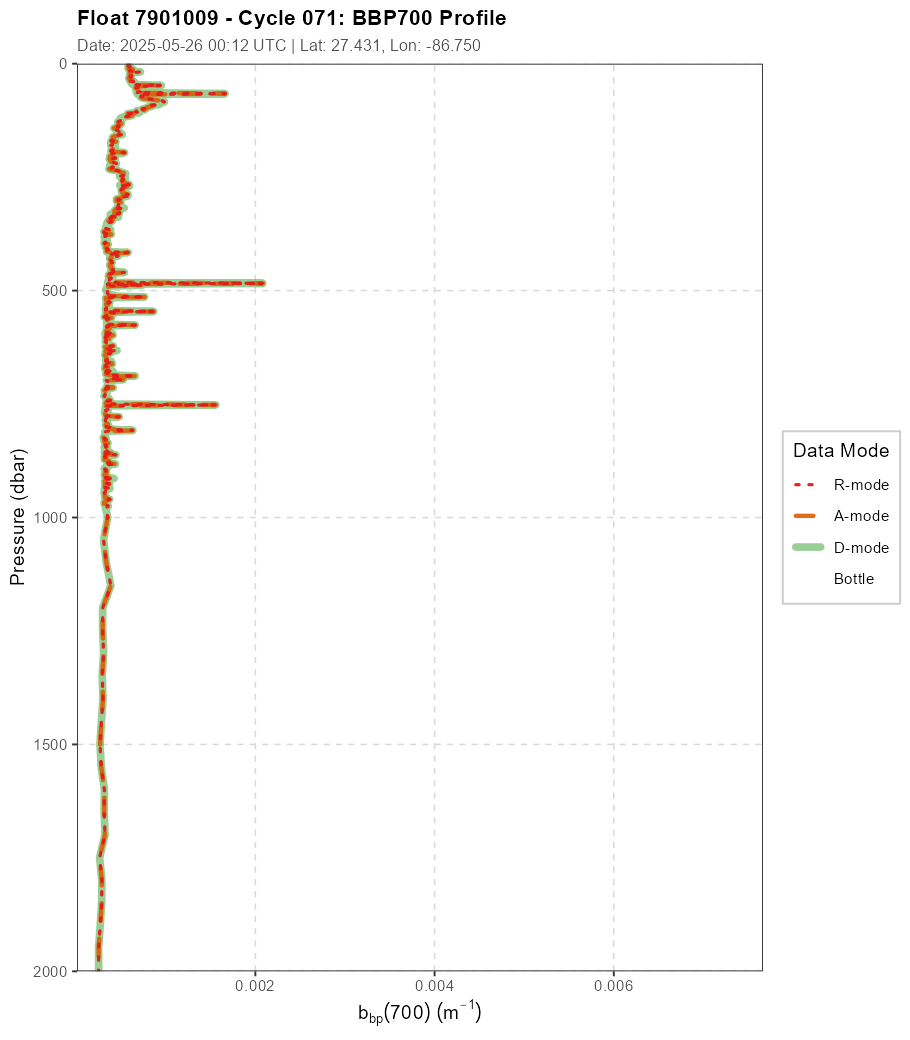 Float 7901009 - Cycle 071: BBP700 Profile
Date: 2025-05-26 00:12 UTC | Lat: 27.431, Lon: -86.750
0
500
1000
1500
2000
Pressure (dbar)
0.002
0.004
0.006
b_bp(700) (m⁻¹)
Data Mode
R-mode
A-mode
D-mode
Bottle